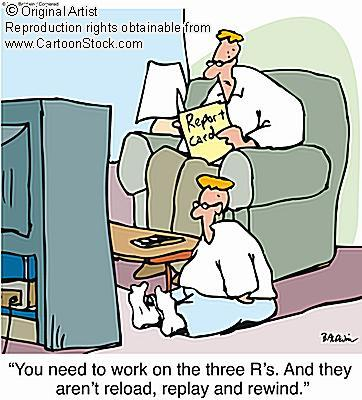 © Original Artist
Reproduction rights obtainable from
www.CartoonStock.com
Report
card
"You need to work on the three R's. And they
aren't reload, replay and rewind."